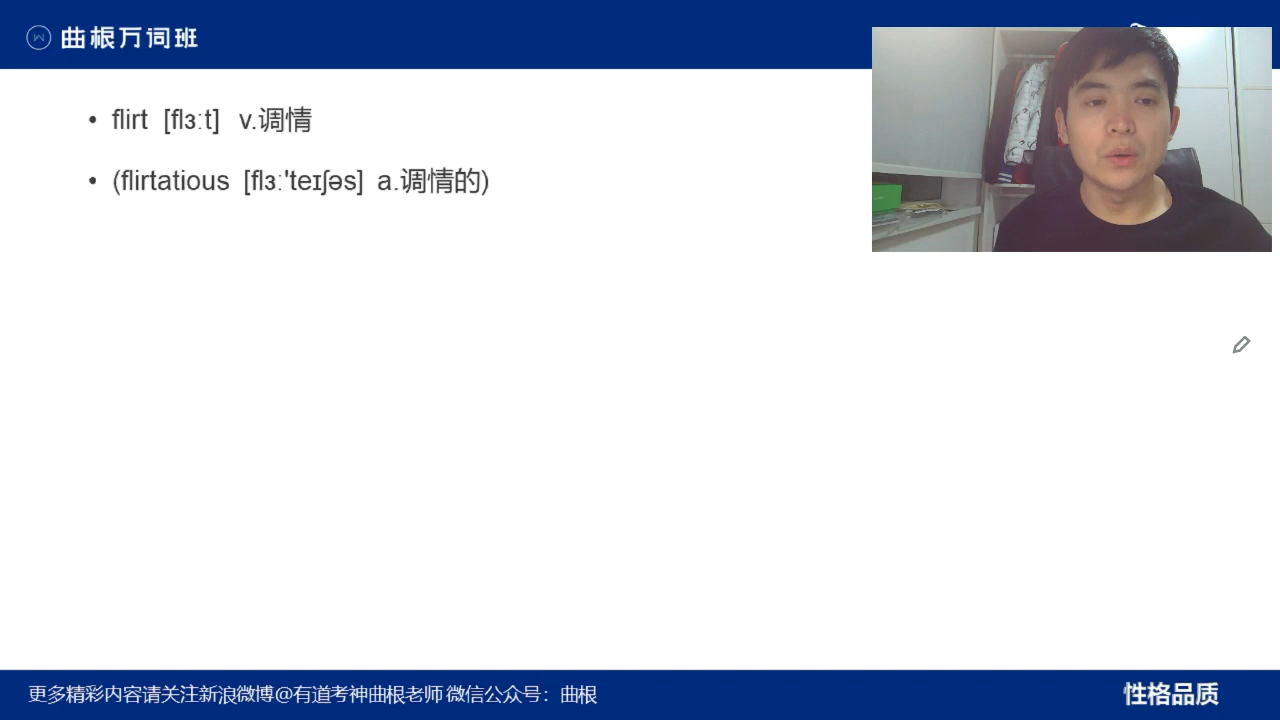 曲根万词班
• flirt [flɜːt] v.调情
• (flirtatious [flɜː'teɪʃəs] a.调情的)
更多精彩内容请关注新浪微博@有道考神曲根老师 微信公众号：曲根
性格品质